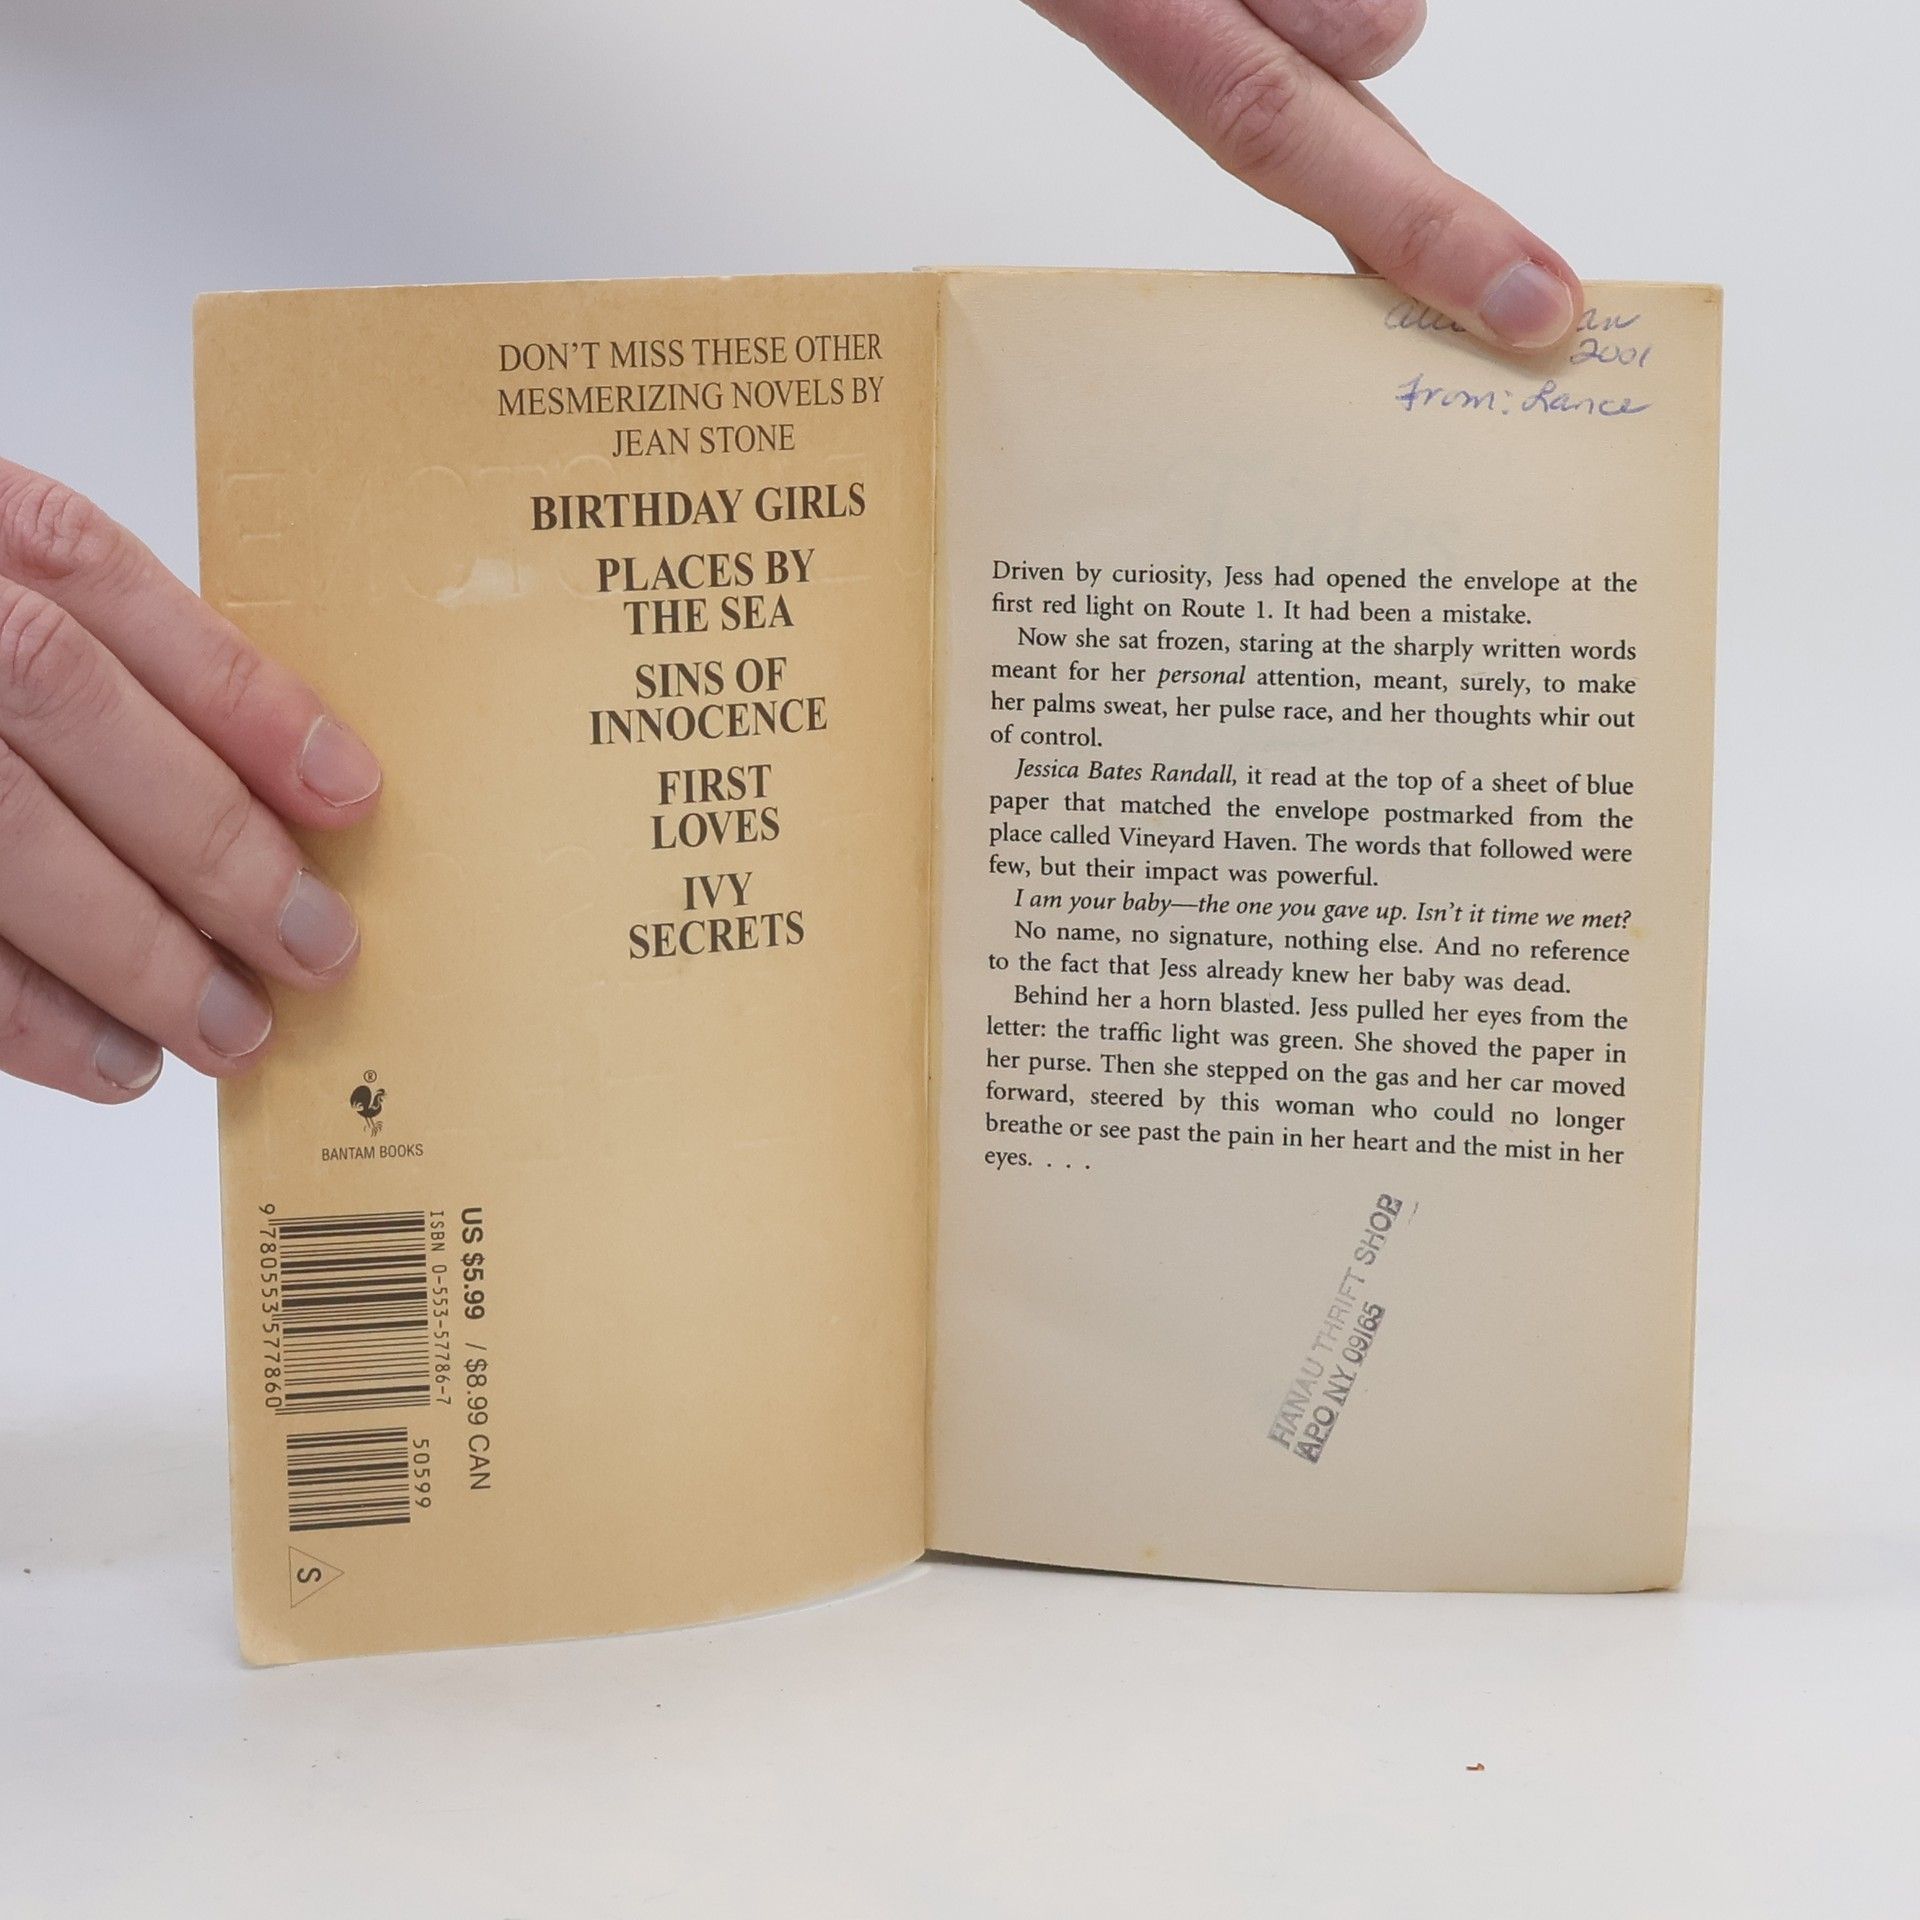 DON'T MISS THESE OTHER
MESMERIZING NOVELS BY
JEAN STONE
BIRTHDAY GIRLS
PLACES BY
THE SEA
SINS OF
INNOCENCE
FIRST
LOVES
IVY
SECRETS
®
BANTAM BOOKS
US $5.99 / $8.99 CAN
ISBN 0-553-57786-7
9 780553 577860
50599
S
2001
From: Lance
Driven by curiosity, Jess had opened the envelope at the
first red light on Route 1. It had been a mistake.
Now she sat frozen, staring at the sharply written words
meant for her personal attention, meant, surely, to make
her palms sweat, her pulse race, and her thoughts whir out
of control.
Jessica Bates Randall, it read at the top of a sheet of blue
paper that matched the envelope postmarked from the
place called Vineyard Haven. The words that followed were
few, but their impact was powerful.
I am your baby—the one you gave up. Isn't it time we met?
No name, no signature, nothing else. And no reference
to the fact that Jess already knew her baby was dead.
Behind her a horn blasted. Jess pulled her eyes from the
letter: the traffic light was green. She shoved the paper in
her purse. Then she stepped on the gas and her car moved
forward, steered by this woman who could no longer
breathe or see past the pain in her heart and the mist in her
eyes. . . .
HANAU THRIFT SHOP
APO NY 09165